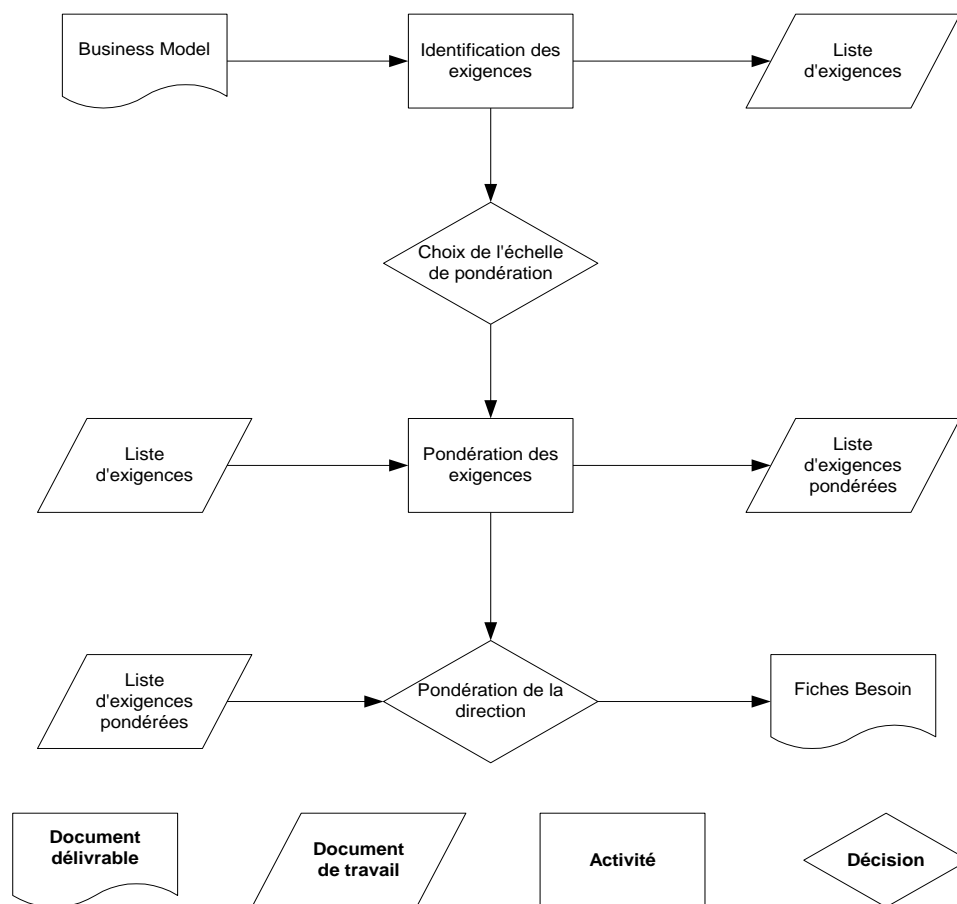 Business Model
Identification des
exigences
Liste
d'exigences
Choix de l'échelle
de pondération
Liste
d'exigences
Pondération des
exigences
Liste
d'exigences
pondérées
Liste
d'exigences
pondérées
Pondération de la
direction
Fiches Besoin
Document
délivrable
Document
de travail
Activité
Décision